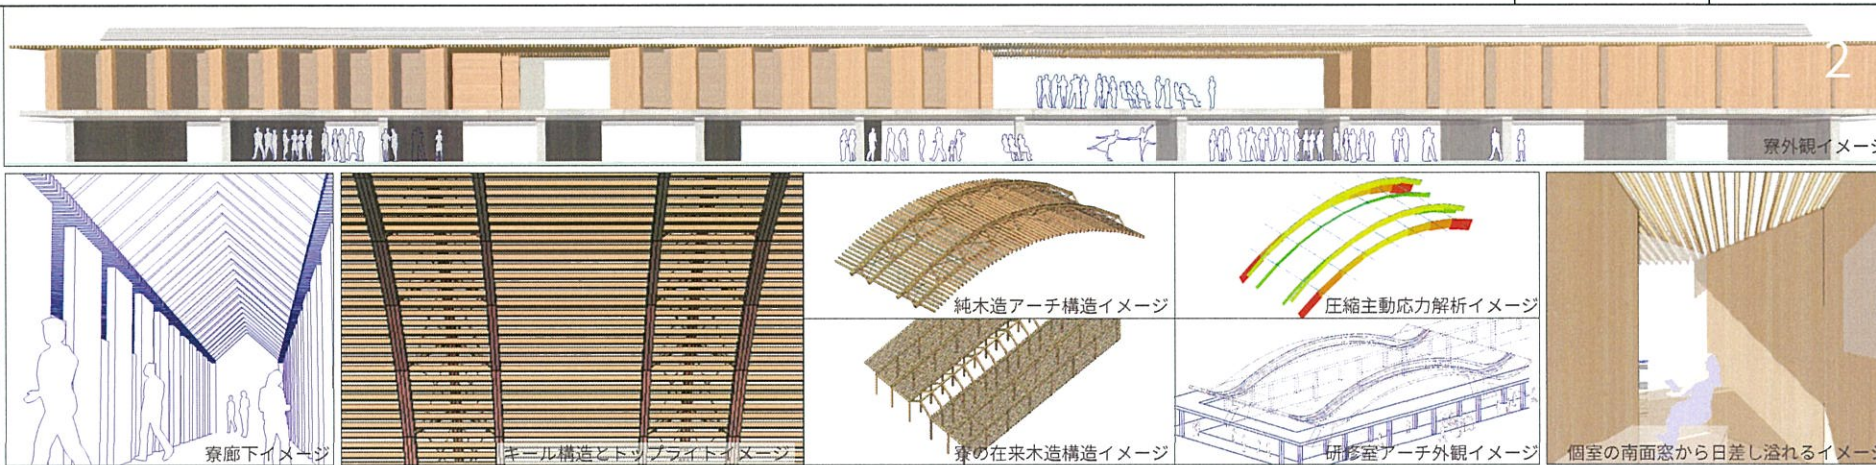 2
寮外観イメージ
寮廊下イメージ
キール構造とトップライトイメージ
純木造アーチ構造イメージ
圧縮主動応力解析イメージ
寮の在来木造構造イメージ
研修室アーチ外観イメージ
個室の南面窓から日差し溢れるイメージ